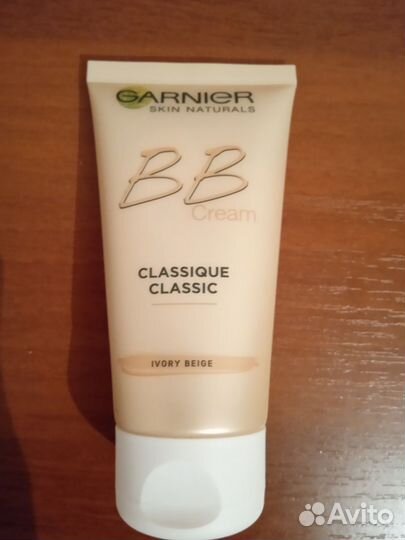 GARNIER
SKIN NATURALS
BB
Cream
CLASSIQUE
CLASSIC
IVORY BEIGE
Avito